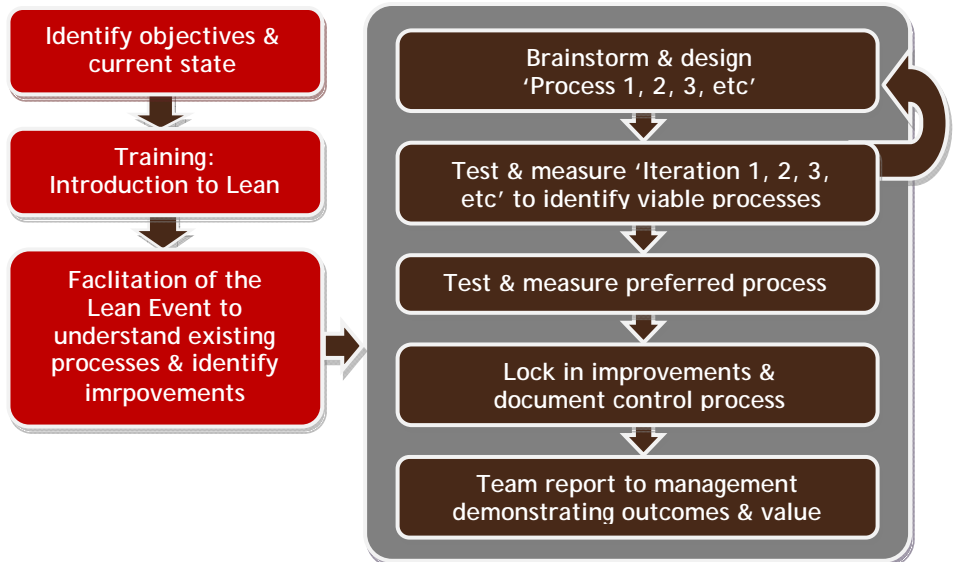 Identify objectives &
current state
Training:
Introduction to Lean
Faclitation of the
Lean Event to
understand existing
processes & identify
imrpovements
Brainstorm & design
‘Process 1, 2, 3, etc’
Test & measure ‘Iteration 1, 2, 3,
etc’ to identify viable processes
Test & measure preferred process
Lock in improvements &
document control process
Team report to management
demonstrating outcomes & value